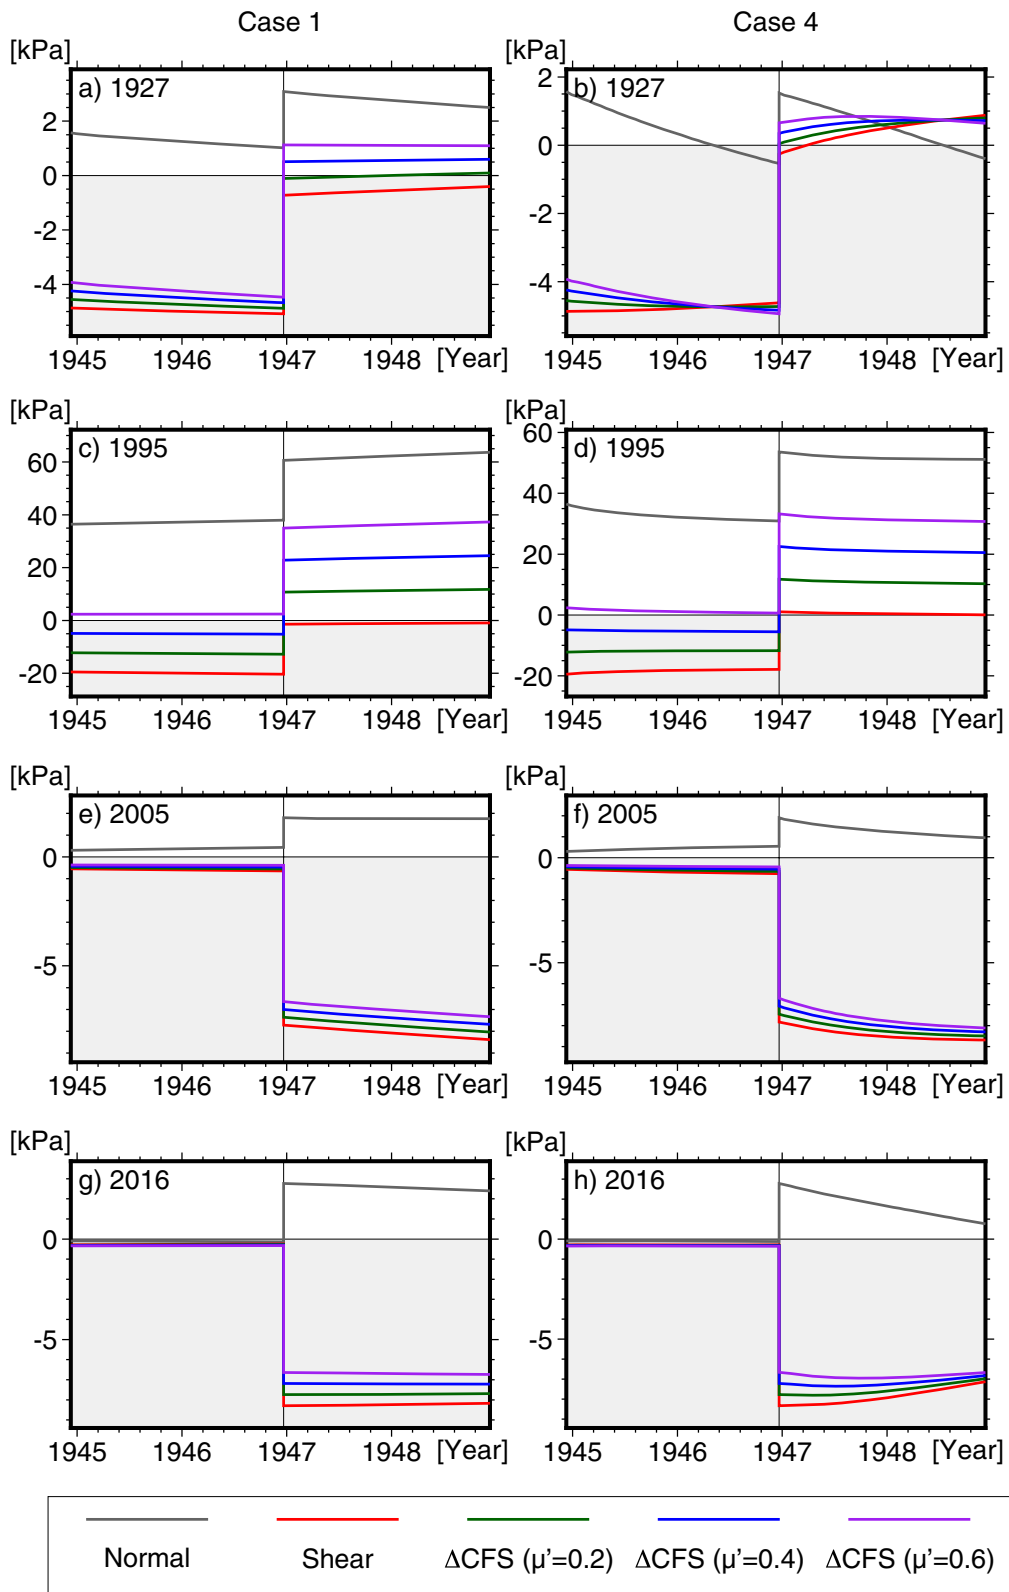 Case 1 Case 4
[kPa] [kPa]
a) 1927 b) 1927
2 2
0 0
-2 -2
-4 -4
1945 1946 1947 1948 [Year] 1945 1946 1947 1948 [Year]
[kPa] [kPa]
c) 1995 d) 1995
60 60
40 40
20 20
0 0
-20 -20
1945 1946 1947 1948 [Year] 1945 1946 1947 1948 [Year]
[kPa] [kPa]
e) 2005 f) 2005
0 0
-5 -5
1945 1946 1947 1948 [Year] 1945 1946 1947 1948 [Year]
[kPa] [kPa]
g) 2016 h) 2016
0 0
-5 -5
1945 1946 1947 1948 [Year] 1945 1946 1947 1948 [Year]
Normal Shear ΔCFS (μ’=0.2) ΔCFS (μ’=0.4) ΔCFS (μ’=0.6)